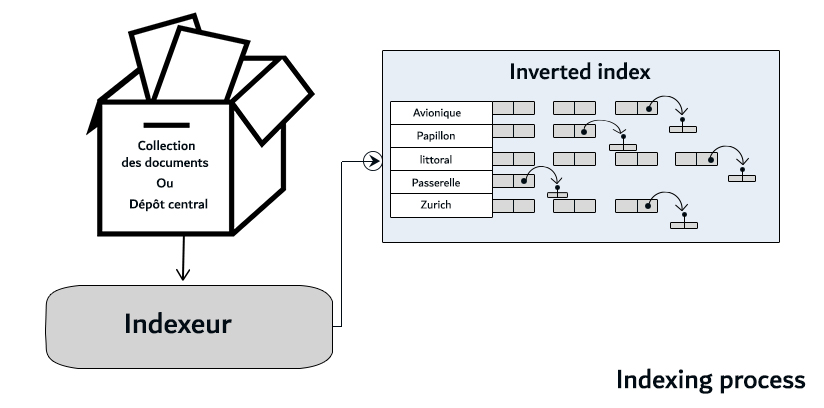 Collection
des documents
Ou
Dépôt central
Indexeur
Inverted index
Avionique
Papillon
littoral
Passerelle
Zurich
Indexing process